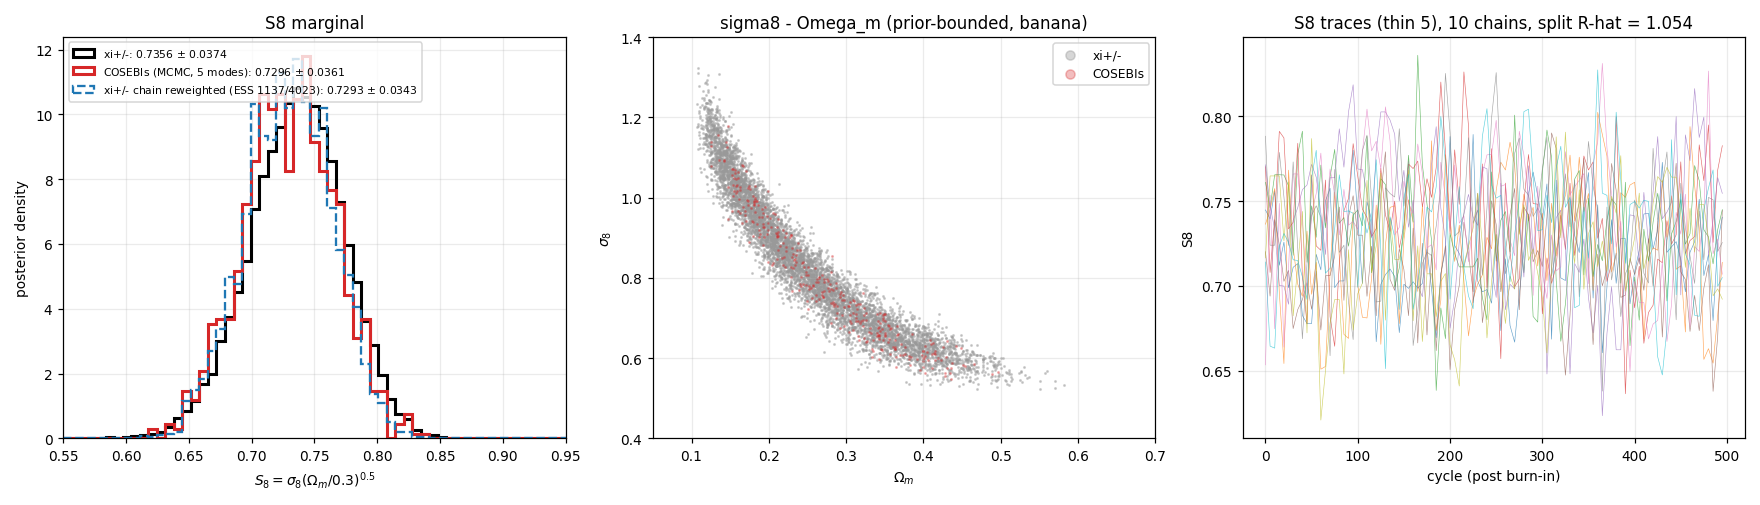 S8 marginal
xi+/-: 0.7356 ± 0.0374
COSEBIs (MCMC, 5 modes): 0.7296 ± 0.0361
xi+/- chain reweighted (ESS 1137/4023): 0.7293 ± 0.0343
posterior density
12
10
8
6
4
2
0
0.55 0.60 0.65 0.70 0.75 0.80 0.85 0.90 0.95
S₈ = σ₈(Ωₘ/0.3)⁰·⁵
sigma8 - Omega_m (prior-bounded, banana)
xi+/-
COSEBIs
σ₈
1.4
1.2
1.0
0.8
0.6
0.4
0.1 0.2 0.3 0.4 0.5 0.6 0.7
Ωₘ
S8 traces (thin 5), 10 chains, split R-hat = 1.054
S8
0.80
0.75
0.70
0.65
0 100 200 300 400 500
cycle (post burn-in)